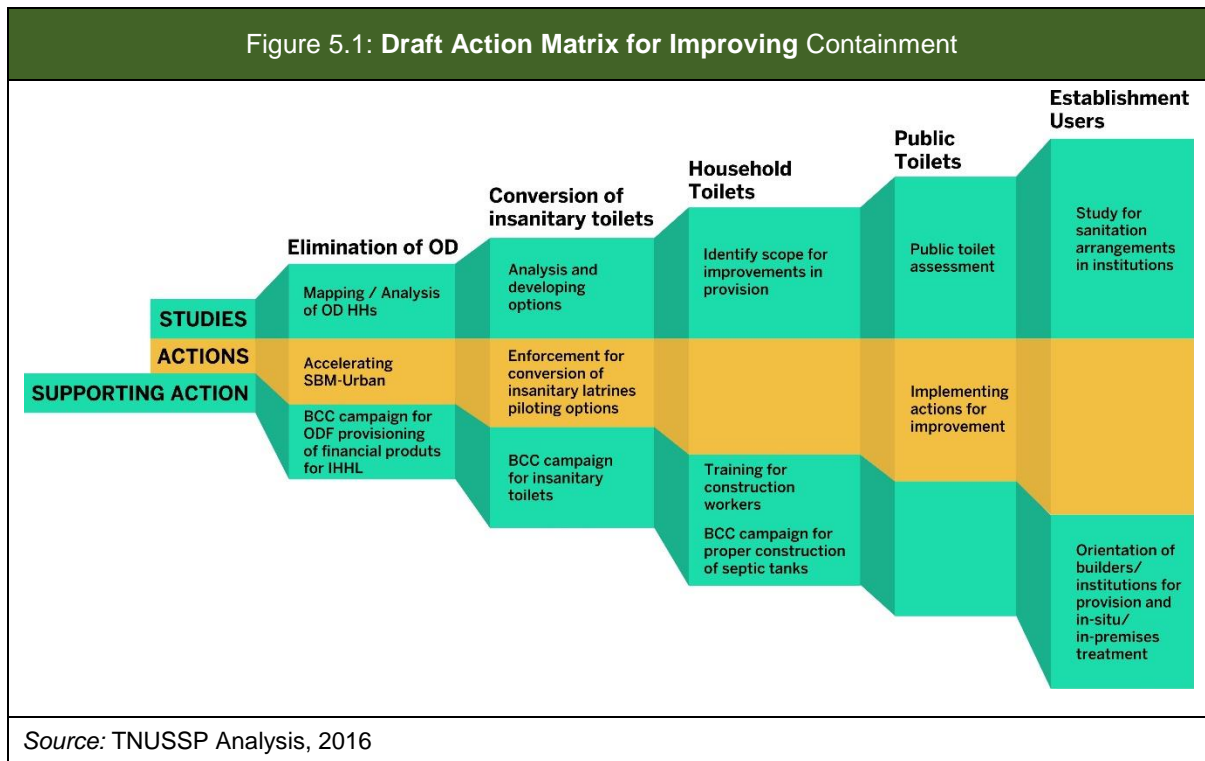 Figure 5.1: Draft Action Matrix for Improving Containment
Elimination of OD
Conversion of
insanitary toilets
Household
Toilets
Public
Toilets
Establishment
Users
STUDIES
Mapping / Analysis
of OD HHs
Analysis and
developing
options
Identify scope for
improvements in
provision
Public toilet
assessment
Study for
sanitation
arrangements
in institutions
ACTIONS
Accelerating
SBM-Urban
Enforcement for
conversion of
insanitary latrines
piloting options
Implementing
actions for
improvement
SUPPORTING ACTION
BCC campaign for
ODF provisioning
of financial produts
for IHHL
BCC campaign
for insanitary
toilets
Training for
construction
workers
BCC campaign for
proper construction
of septic tanks
Orientation of
builders/
institutions for
provision and
in-situ/
in-premises
treatment
Source: TNUSSP Analysis, 2016